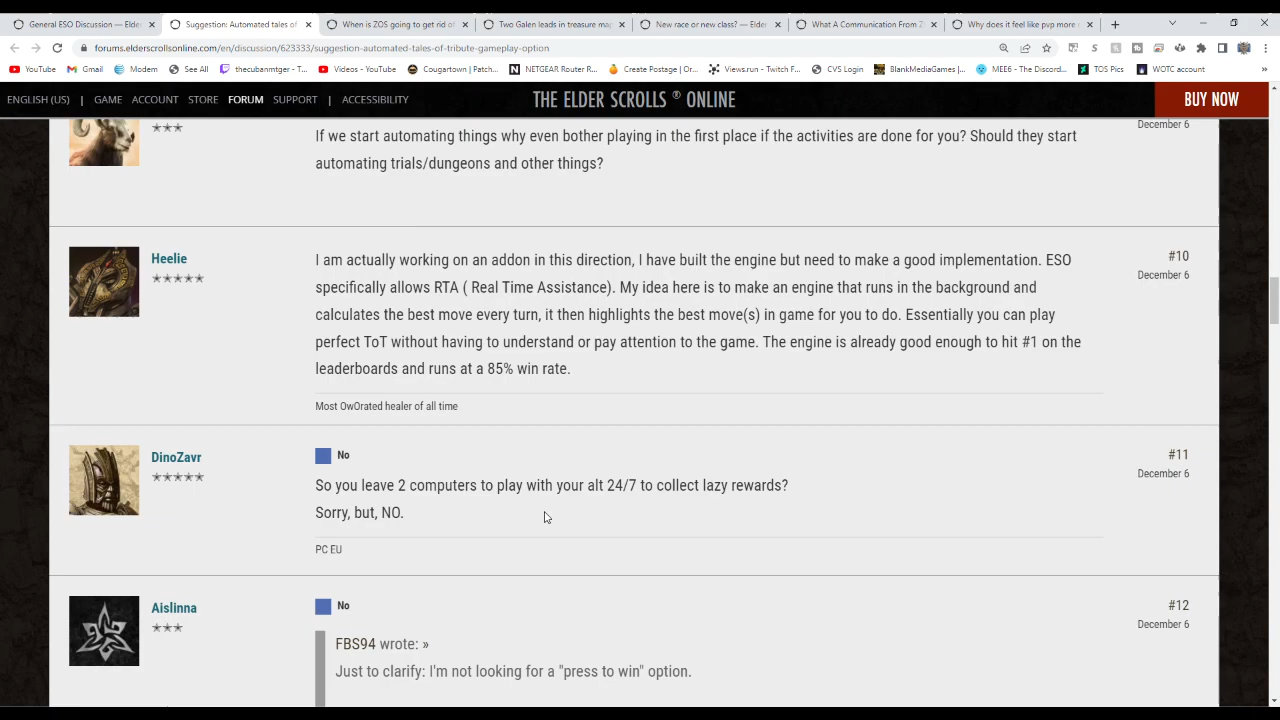 General ESO Discussion — Elder
Suggestion: Automated tales of
When is ZOS going to get rid of
Two Galen leads in treasure map
New race or new class? — Elder
What A Communication From Z
Why does it feel like pvp more
forums.elderscrollsonline.com/en/discussion/623333/suggestion-automated-tales-of-tribute-gameplay-option
YouTube
Gmail
Modem
See All
thecubanmtger - T...
Videos - YouTube
Cougartown | Patch...
NETGEAR Router R...
Create Postage | Or...
Views.run - Twitch F...
CVS Login
BlankMediaGames |...
MEE6 - The Discord...
TOS Pics
WOTC account
ENGLISH (US) | GAME ACCOUNT STORE FORUM SUPPORT | ACCESSIBILITY
THE ELDER SCROLLS ® ONLINE
BUY NOW
December 6
If we start automating things why even bother playing in the first place if the activities are done for you? Should they start
automating trials/dungeons and other things?
Heelie
#10
December 6
I am actually working on an addon in this direction, I have built the engine but need to make a good implementation. ESO
specifically allows RTA ( Real Time Assistance). My idea here is to make an engine that runs in the background and
calculates the best move every turn, it then highlights the best move(s) in game for you to do. Essentially you can play
perfect ToT without having to understand or pay attention to the game. The engine is already good enough to hit #1 on the
leaderboards and runs at a 85% win rate.
Most OwOrated healer of all time
DinoZavr
No
#11
December 6
So you leave 2 computers to play with your alt 24/7 to collect lazy rewards?
Sorry, but, NO.
PC EU
Aislinna
No
#12
December 6
FBS94 wrote: »
Just to clarify: I'm not looking for a "press to win" option.